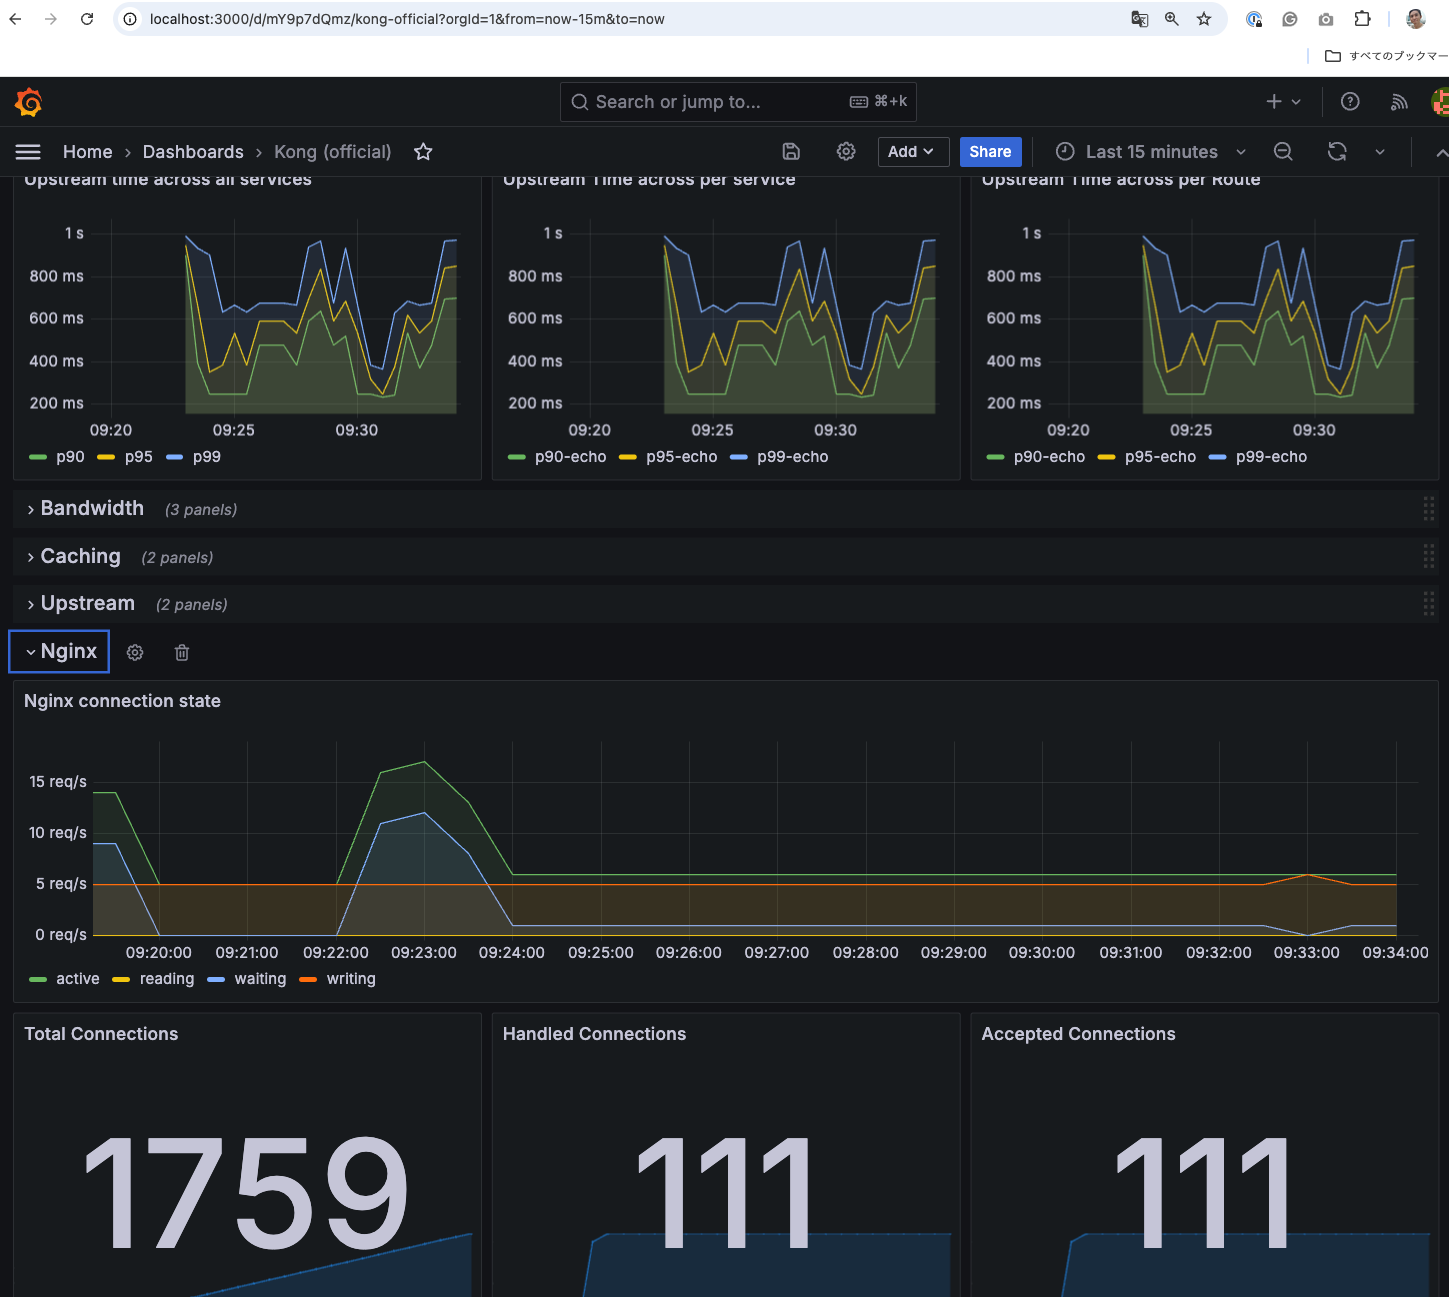 localhost:3000/d/mY9p7dQmz/kong-official?orgId=1&from=now-15m&to=now
すべてのブックマー
Search or jump to... ⌘+k
Home › Dashboards › Kong (official) Add Share Last 15 minutes
Upstream time across all services
1 s
800 ms
600 ms
400 ms
200 ms
09:20 09:25 09:30
p90 p95 p99
Upstream Time across per service
1 s
800 ms
600 ms
400 ms
200 ms
09:20 09:25 09:30
p90-echo p95-echo p99-echo
Upstream Time across per Route
1 s
800 ms
600 ms
400 ms
200 ms
09:20 09:25 09:30
p90-echo p95-echo p99-echo
Bandwidth (3 panels)
Caching (2 panels)
Upstream (2 panels)
Nginx
Nginx connection state
15 req/s
10 req/s
5 req/s
0 req/s
09:20:00 09:21:00 09:22:00 09:23:00 09:24:00 09:25:00 09:26:00 09:27:00 09:28:00 09:29:00 09:30:00 09:31:00 09:32:00 09:33:00 09:34:00
active reading waiting writing
Total Connections
1759
Handled Connections
111
Accepted Connections
111